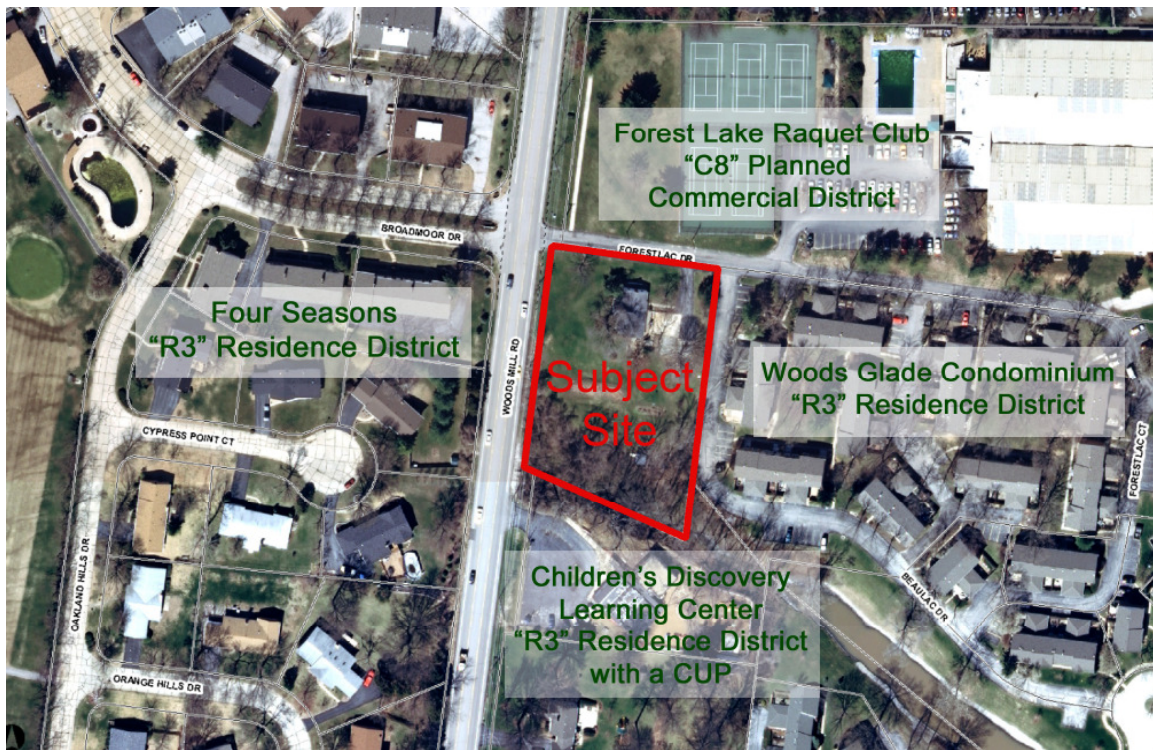 Forest Lake Raquet Club
“C8” Planned
Commercial District
BROADMOOR DR
FORESTLAC DR
Four Seasons
“R3” Residence District
WOODS MILL RD
Subject
Site
Woods Glade Condominium
“R3” Residence District
CYPRESS POINT CT
FORESTLAC CT
OAKLAND HILLS DR
Children’s Discovery
Learning Center
“R3” Residence District
with a CUP
BEAULAC DR
ORANGE HILLS DR